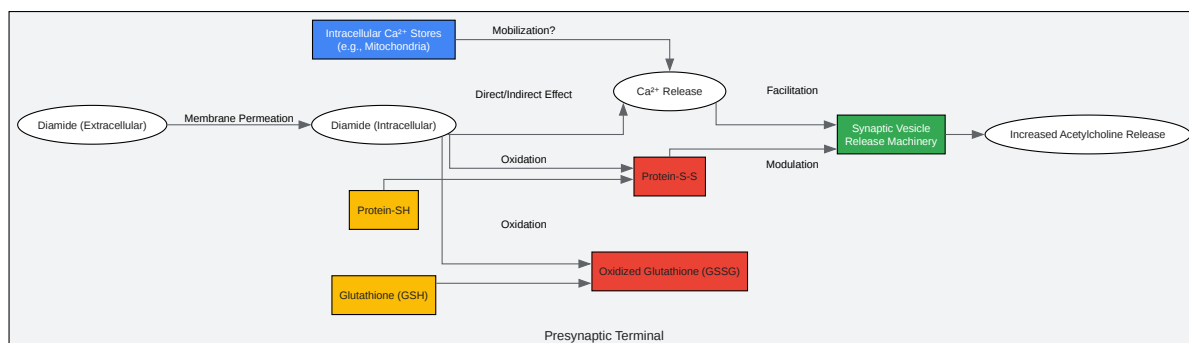 Intracellular Ca²⁺ Stores
(e.g., Mitochondria)
Mobilization?
Direct/Indirect Effect
Ca²⁺ Release
Facilitation
Diamide (Extracellular)
Membrane Permeation
Diamide (Intracellular)
Synaptic Vesicle
Release Machinery
Increased Acetylcholine Release
Oxidation
Protein-S-S
Modulation
Protein-SH
Oxidation
Oxidized Glutathione (GSSG)
Glutathione (GSH)
Presynaptic Terminal